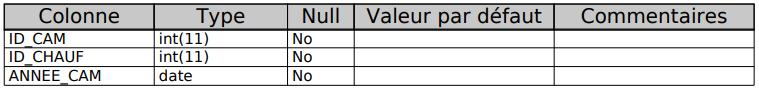 Colonne Type Null Valeur par défaut Commentaires
ID_CAM int(11) No
ID_CHAUF int(11) No
ANNEE_CAM date No